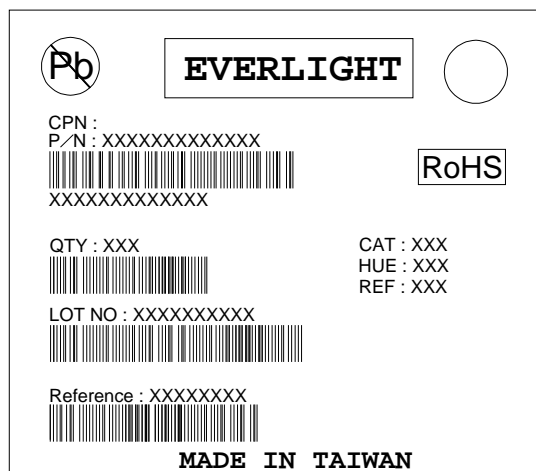 Pb
EVERLIGHT
CPN :
P/N : XXXXXXXXXXXXX
RoHS
XXXXXXXXXXXXX
QTY : XXX
CAT : XXX
HUE : XXX
REF : XXX
LOT NO : XXXXXXXXXX
Reference : XXXXXXXX
MADE IN TAIWAN